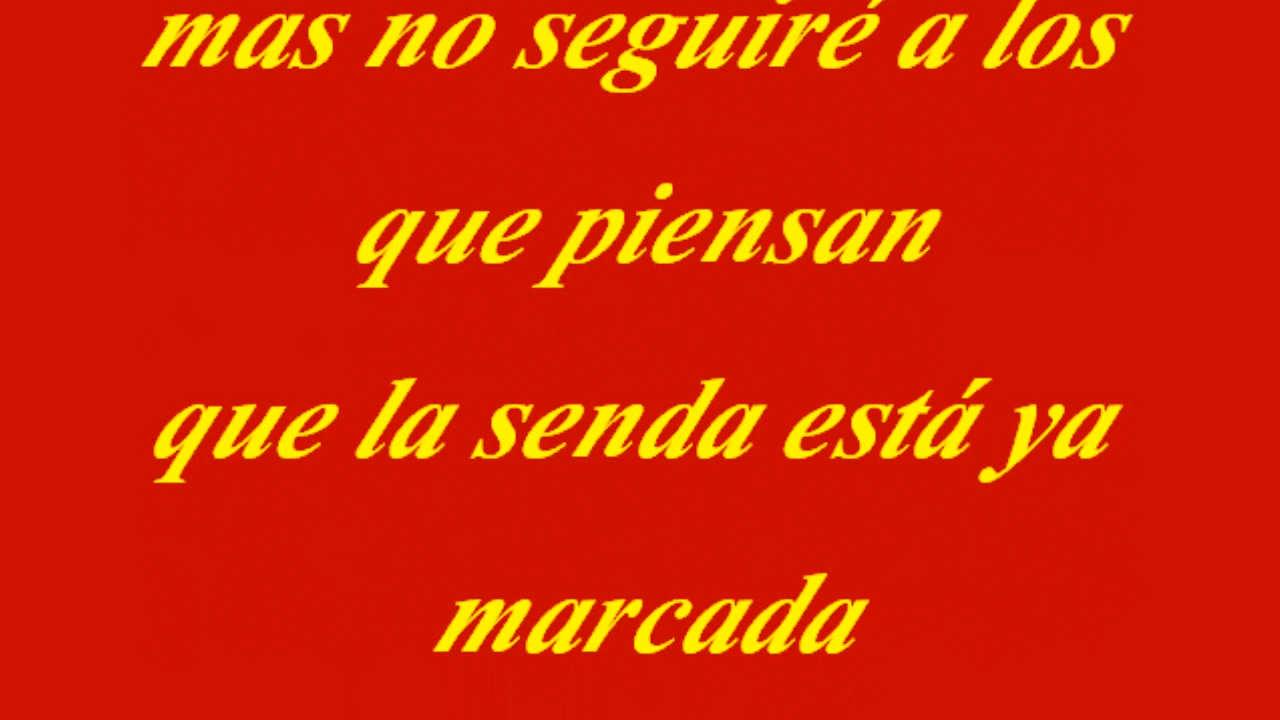 mas no seguiré a los
que piensan
que la senda está ya
marcada